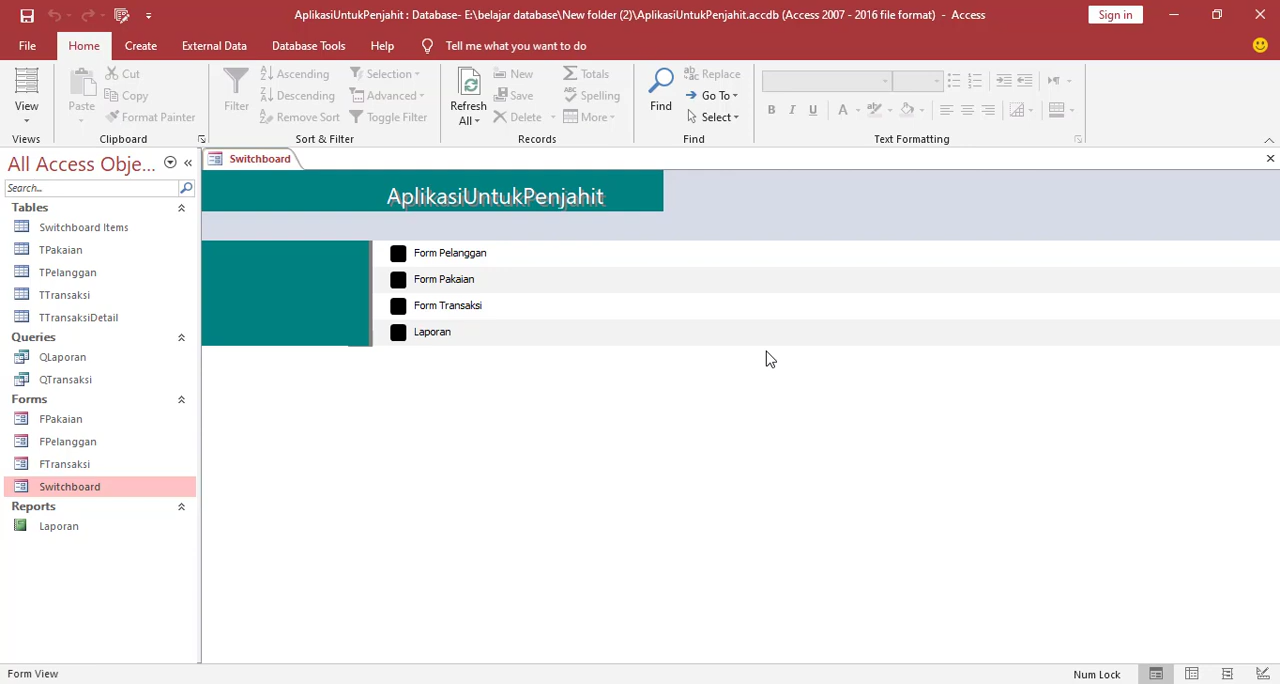 AplikasiUntukPenjahit : Database- E:\belajar database\New folder (2)\AplikasiUntukPenjahit.accdb (Access 2007 - 2016 file format) - Access
Sign in
File Home Create External Data Database Tools Help Tell me what you want to do
View
Views
Paste
Cut
Copy
Format Painter
Clipboard
Filter
Ascending
Descending
Remove Sort
Selection
Advanced
Toggle Filter
Sort & Filter
Refresh
All
New
Save
Delete
Totals
Spelling
More
Records
Find
Replace
Go To
Select
Find
B I U A
Text Formatting
All Access Obje...
Search...
Tables
Switchboard Items
TPakaian
TPelanggan
TTransaksi
TTransaksiDetail
Queries
QLaporan
QTransaksi
Forms
FPakaian
FPelanggan
FTransaksi
Switchboard
Reports
Laporan
Switchboard
AplikasiUntukPenjahit
Form Pelanggan
Form Pakaian
Form Transaksi
Laporan
Form View
Num Lock